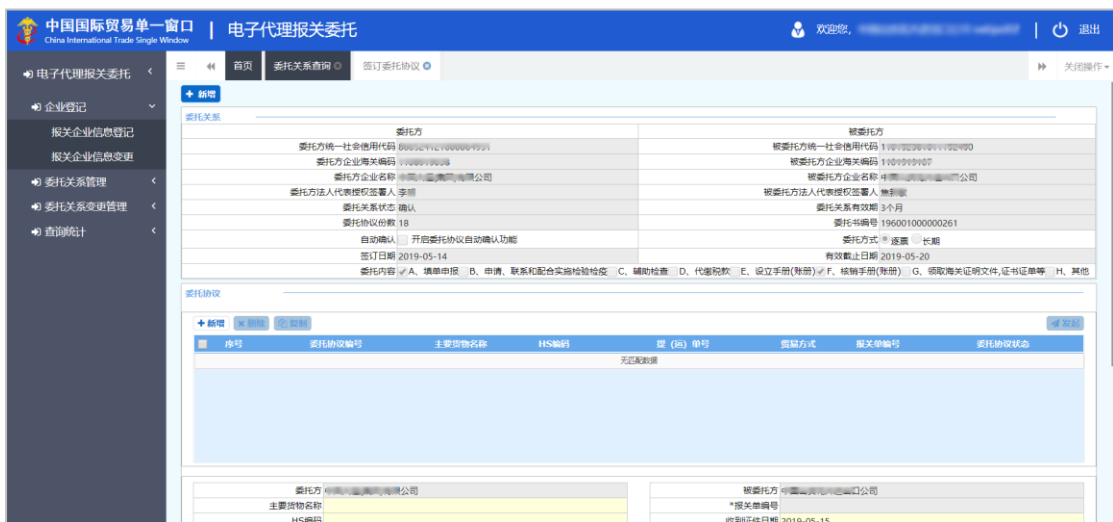 中国国际贸易单一窗口 | 电子代理报关委托
China International Trade Single Window
欢迎您,
退出
电子代理报关委托
首页 委托关系查询 签订委托协议 关闭操作
企业登记
报关企业信息登记
报关企业信息变更
委托关系管理
委托关系变更管理
查询统计
+ 新增
委托关系
委托方 被委托方
委托方统一社会信用代码 被委托方统一社会信用代码
委托方企业海关编码 被委托方企业海关编码
委托方企业名称 公司 被委托方企业名称 公司
委托方法人代表授权签署人 李 被委托方法人代表授权签署人
委托关系状态 确认 委托关系有效期 3个月
委托协议份数 18 委托书编号 196001000000261
自动确认 开启委托协议自动确认功能 委托方式 逐票 长期
签订日期 2019-05-14 有效截止日期 2019-05-20
委托内容 A、填单申报 B、申请、联系和配合实施检验检疫 C、辅助检查 D、代缴税款 E、设立手册(账册) F、核销手册(账册) G、领取海关证明文件,证书证单等 H、其他
委托协议
+ 新增 × 删除 复制 发起
序号 委托协议编号 主要货物名称 HS编码 提（运）单号 贸易方式 报关单编号 委托协议状态
无匹配数据
委托方 公司 被委托方 口公司
主要货物名称 *报关单编号
HS编码 收到证件日期 2019-05-15